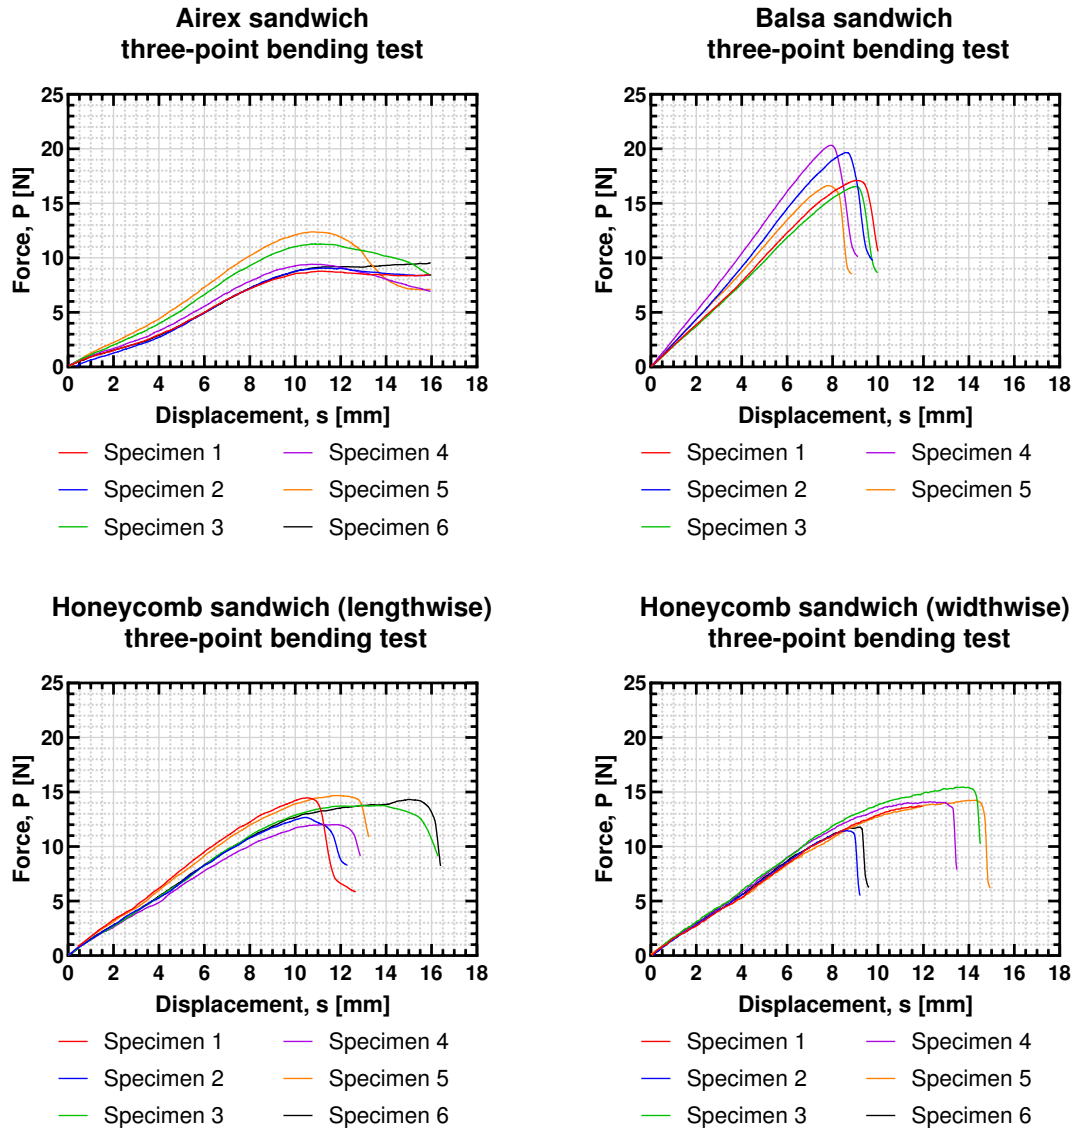 Airex sandwich
three-point bending test
25
20
15
10
5
0
Force, P [N]
0 2 4 6 8 10 12 14 16 18
Displacement, s [mm]
Specimen 1 Specimen 4
Specimen 2 Specimen 5
Specimen 3 Specimen 6
Balsa sandwich
three-point bending test
25
20
15
10
5
0
Force, P [N]
0 2 4 6 8 10 12 14 16 18
Displacement, s [mm]
Specimen 1 Specimen 4
Specimen 2 Specimen 5
Specimen 3
Honeycomb sandwich (lengthwise)
three-point bending test
25
20
15
10
5
0
Force, P [N]
0 2 4 6 8 10 12 14 16 18
Displacement, s [mm]
Specimen 1 Specimen 4
Specimen 2 Specimen 5
Specimen 3 Specimen 6
Honeycomb sandwich (widthwise)
three-point bending test
25
20
15
10
5
0
Force, P [N]
0 2 4 6 8 10 12 14 16 18
Displacement, s [mm]
Specimen 1 Specimen 4
Specimen 2 Specimen 5
Specimen 3 Specimen 6